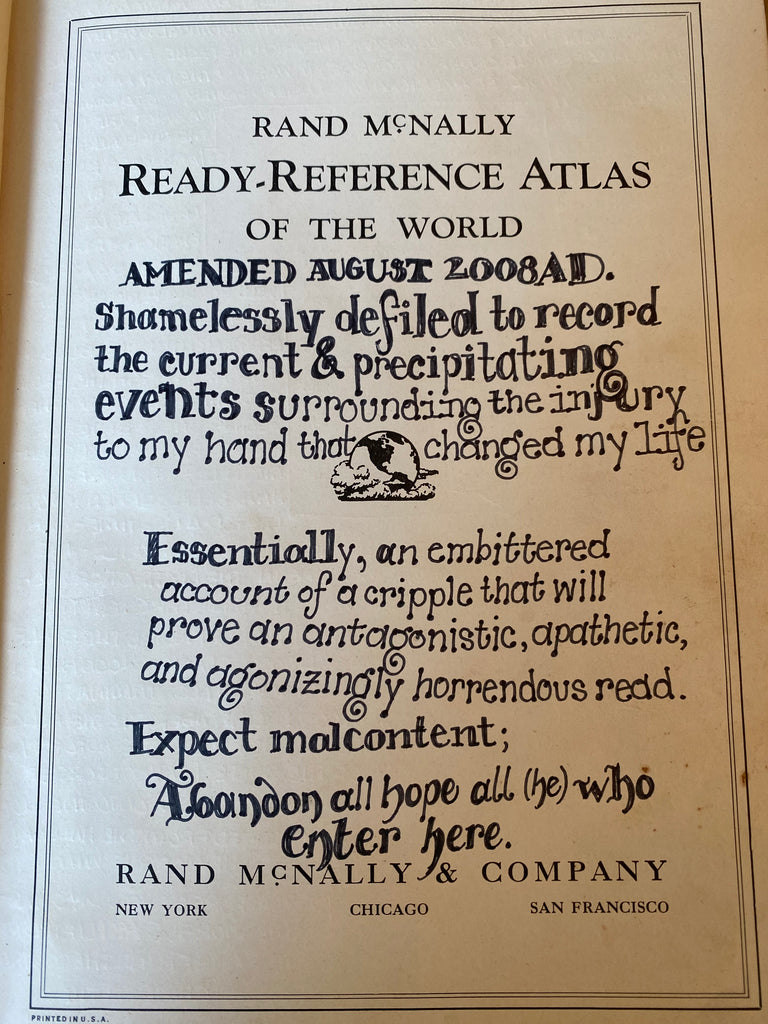 RAND McNALLY
READY-REFERENCE ATLAS
OF THE WORLD
AMENDED AUGUST 2008AD.
Shamelessly defiled to record
the current & precipitating
events surrounding the injury
to my hand that changed my life
Essentially, an embittered
account of a cripple that will
prove an antagonistic, apathetic,
and agonizingly horrendous read.
Expect malcontent;
Abandon all hope all (he) who
enter here.
RAND McNALLY & COMPANY
NEW YORK CHICAGO SAN FRANCISCO
PRINTED IN U.S.A.